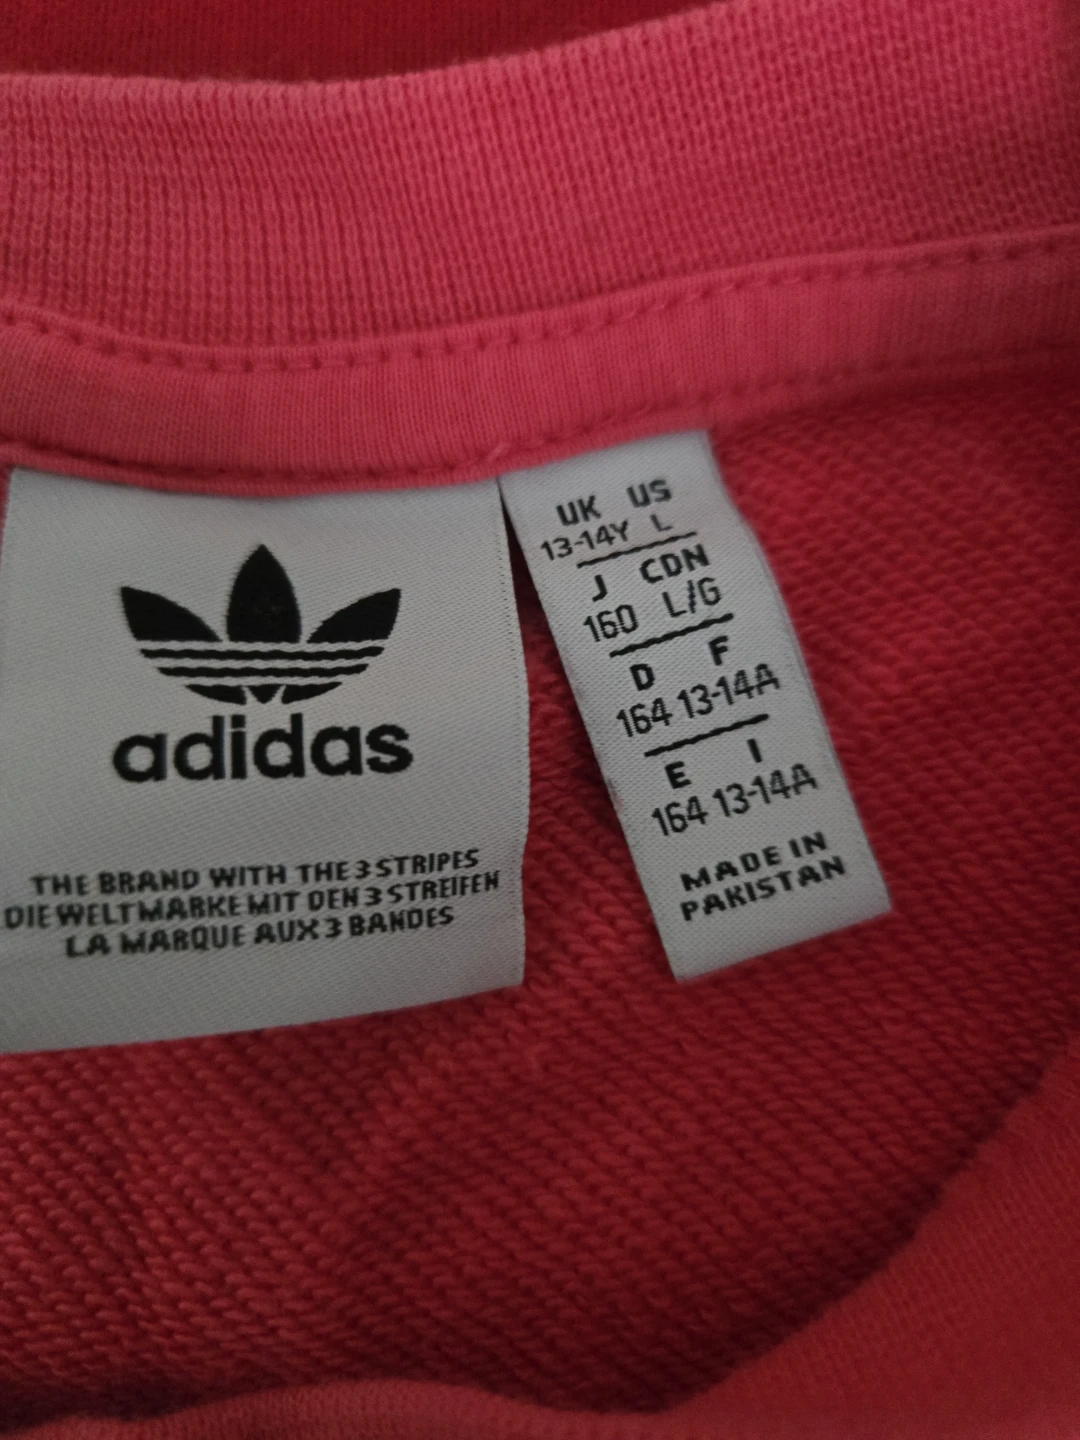 adidas
THE BRAND WITH THE 3 STRIPES
DIE WELTMARKE MIT DEN 3 STREIFEN
LA MARQUE AUX 3 BANDES
UK US
13-14Y L
J CDN
160 L/G
D F
164 13-14A
E I
164 13-14A
MADE IN
PAKISTAN